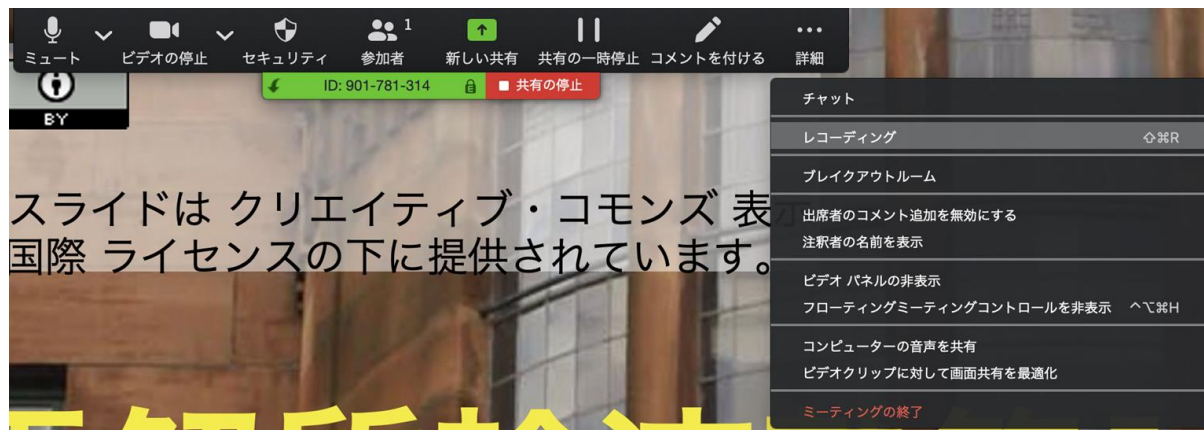 1
ミュート ビデオの停止 セキュリティ 参加者 新しい共有 共有の一時停止 コメントを付ける 詳細
ID: 901-781-314 共有の停止
BY
チャット
レコーディング ⇧⌘R
ブレイクアウトルーム
出席者のコメント追加を無効にする
注釈者の名前を表示
ビデオ パネルの非表示
フローティングミーティングコントロールを非表示 ^⌥⌘H
コンピューターの音声を共有
ビデオクリップに対して画面共有を最適化
ミーティングの終了
スライドは クリエイティブ・コモンズ 表示
国際 ライセンスの下に提供されています。